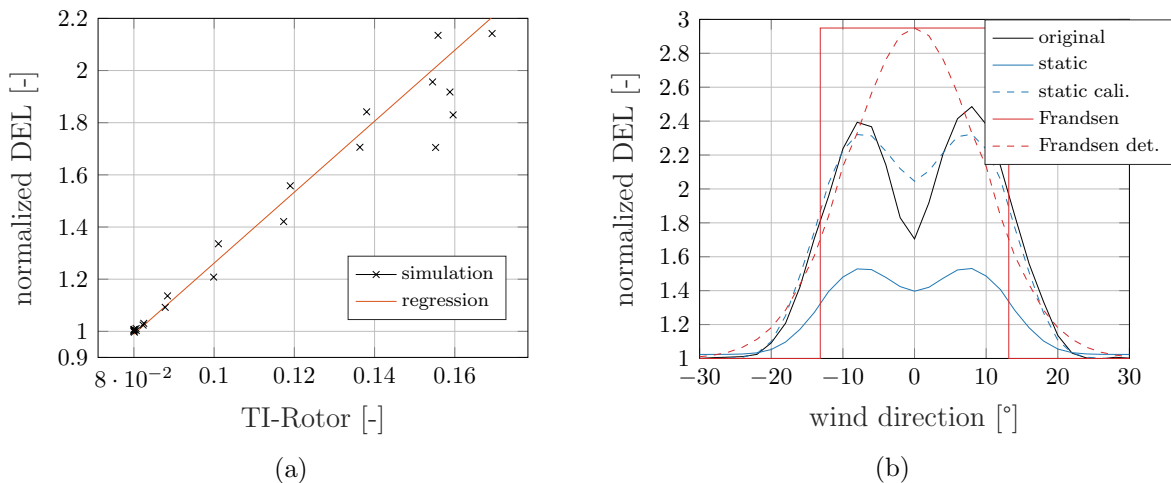 2.2
2
1.8
1.6
1.4
1.2
1
0.9
8 · 10⁻²
0.1
0.12
0.14
0.16
normalized DEL [-]
TI-Rotor [-]
simulation
regression
(a)
3
2.8
2.6
2.4
2.2
2
1.8
1.6
1.4
1.2
1
−30
−20
−10
0
10
20
30
normalized DEL [-]
wind direction [°]
original
static
static cali.
Frandsen
Frandsen det.
(b)